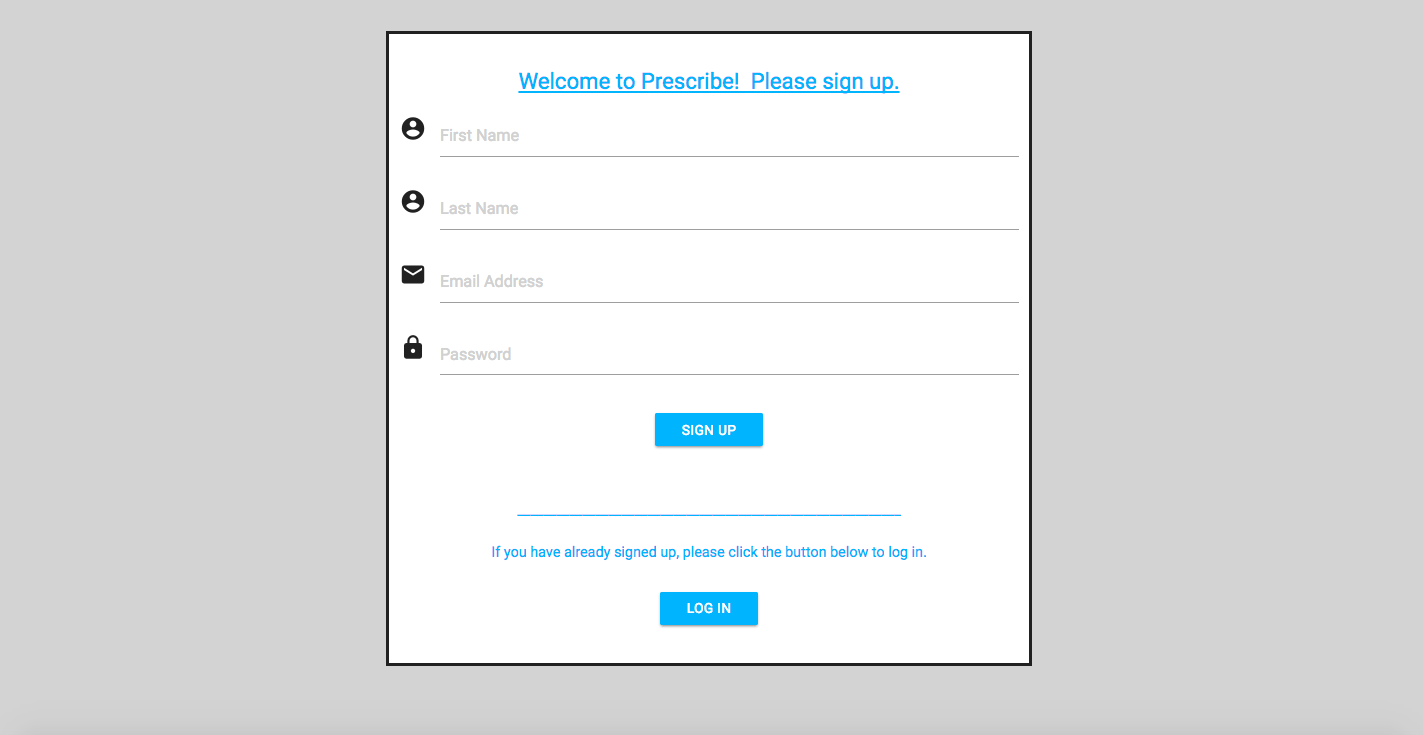 Welcome to Prescribe!  Please sign up.
First Name
Last Name
Email Address
Password
SIGN UP
If you have already signed up, please click the button below to log in.
LOG IN